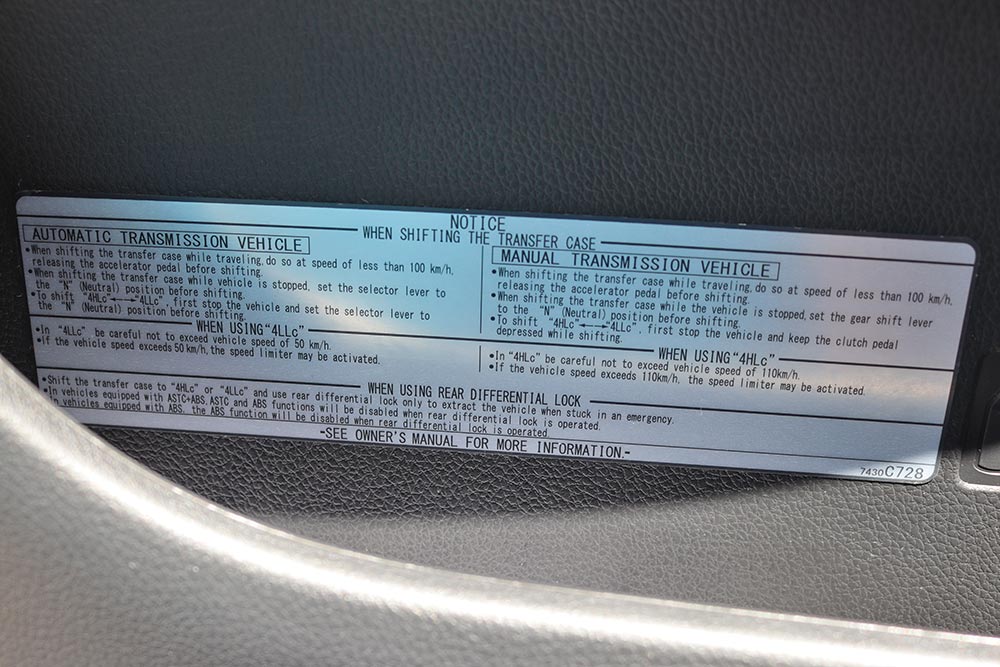 NOTICE
WHEN SHIFTING THE TRANSFER CASE
AUTOMATIC TRANSMISSION VEHICLE
•When shifting the transfer case while traveling, do so at speed of less than 100 km/h.
releasing the accelerator pedal before shifting.
•When shifting the transfer case while vehicle is stopped, set the selector lever to
the "N" (Neutral) position before shifting.
•To shift "4HLc"←→"4LLc", first stop the vehicle and set the selector lever to
the "N" (Neutral) position before shifting.
MANUAL TRANSMISSION VEHICLE
•When shifting the transfer case while traveling, do so at speed of less than 100 km/h.
releasing the accelerator pedal before shifting.
•When shifting the transfer case while the vehicle is stopped, set the gear shift lever
to the "N" (Neutral) position before shifting.
•To shift "4HLc"←→"4LLc", first stop the vehicle and keep the clutch pedal
depressed while shifting.
WHEN USING "4LLc"
•In "4LLc" be careful not to exceed vehicle speed of 50 km/h.
•If the vehicle speed exceeds 50 km/h, the speed limiter may be activated.
WHEN USING "4HLc"
•In "4HLc" be careful not to exceed vehicle speed of 110km/h.
•If the vehicle speed exceeds 110km/h, the speed limiter may be activated.
WHEN USING REAR DIFFERENTIAL LOCK
•Shift the transfer case to "4HLc" or "4LLc" and use rear differential lock only to extract the vehicle when stuck in an emergency.
•In vehicles equipped with ASTC+ABS, ASTC and ABS functions will be disabled when rear differential lock is operated.
In vehicles equipped with ABS, the ABS function will be disabled when rear differential lock is operated
-SEE OWNER'S MANUAL FOR MORE INFORMATION.-
7430C728